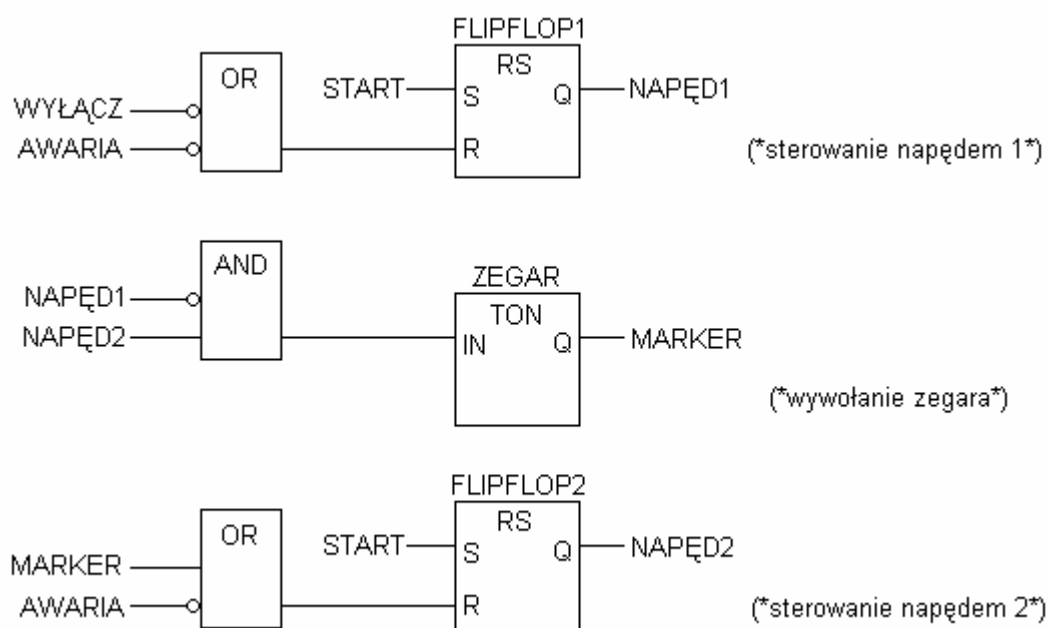 FLIPFLOP1
OR
RS
START
S
Q
NAPĘD1
WYŁĄCZ
AWARIA
R
(*sterowanie napędem 1*)
AND
ZEGAR
NAPĘD1
TON
NAPĘD2
IN
Q
MARKER
(*wywołanie zegara*)
FLIPFLOP2
OR
RS
START
S
Q
NAPĘD2
MARKER
AWARIA
R
(*sterowanie napędem 2*)